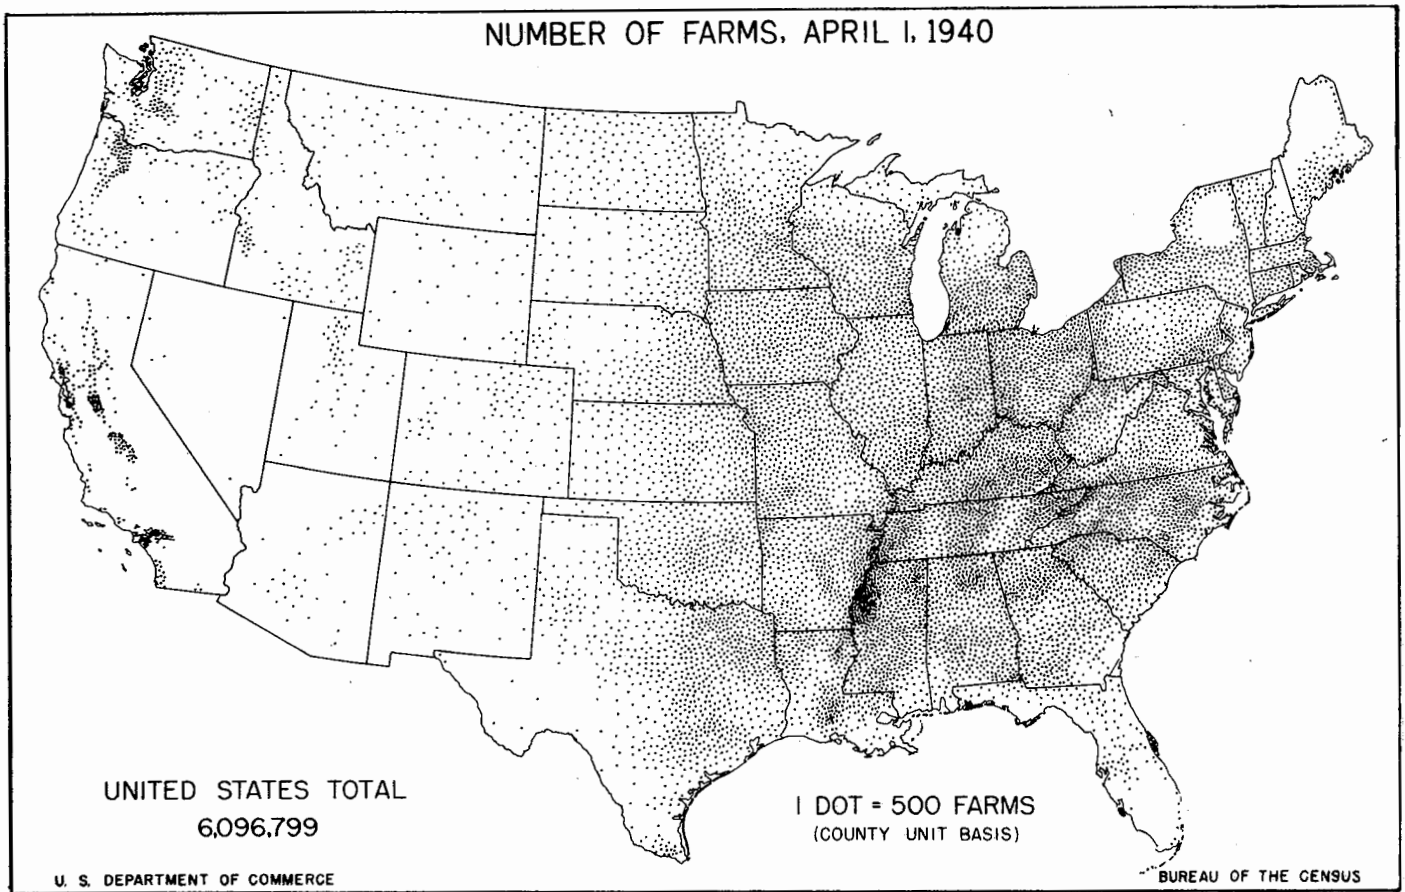 NUMBER OF FARMS, APRIL 1, 1940
UNITED STATES TOTAL
6,096,799
1 DOT = 500 FARMS
(COUNTY UNIT BASIS)
U. S. DEPARTMENT OF COMMERCE
BUREAU OF THE CENSUS